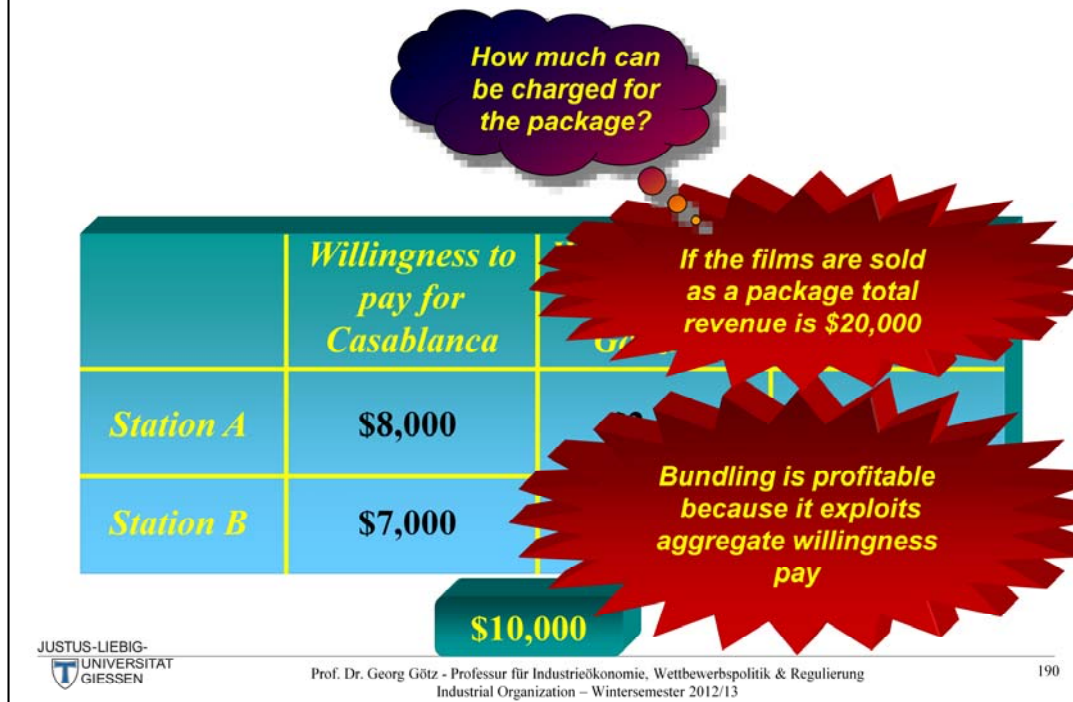 How much can
be charged for
the package?
If the films are sold
as a package total
revenue is $20,000
Willingness to
pay for
Casablanca
Station A
$8,000
Station B
$7,000
Bundling is profitable
because it exploits
aggregate willingness
pay
$10,000
JUSTUS-LIEBIG-
UNIVERSITAT
GIESSEN
Prof. Dr. Georg Götz - Professur für Industrieökonomie, Wettbewerbspolitik & Regulierung
Industrial Organization – Wintersemester 2012/13
190